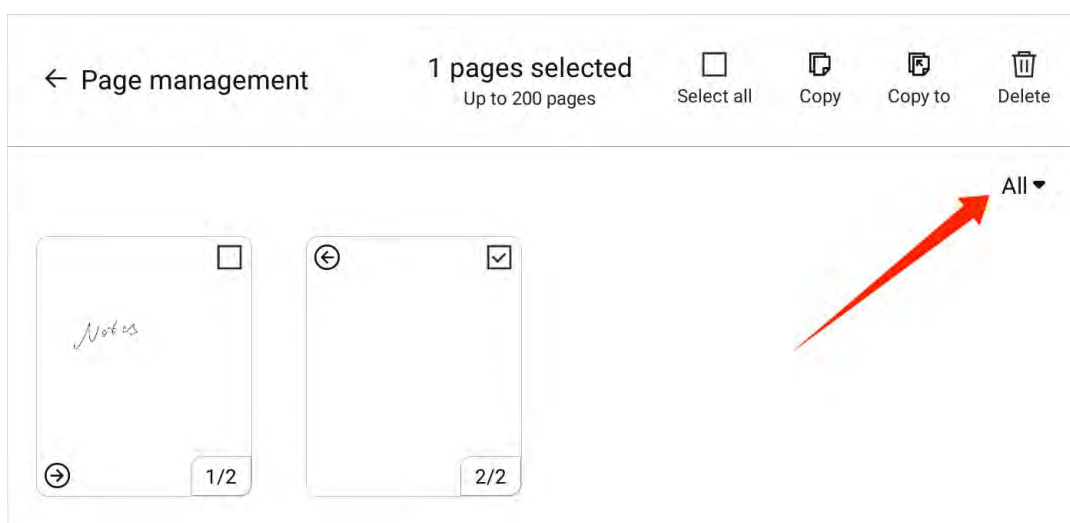 Page management
1 pages selected
Up to 200 pages
Select all
Copy
Copy to
Delete
All
Notes
1/2
2/2